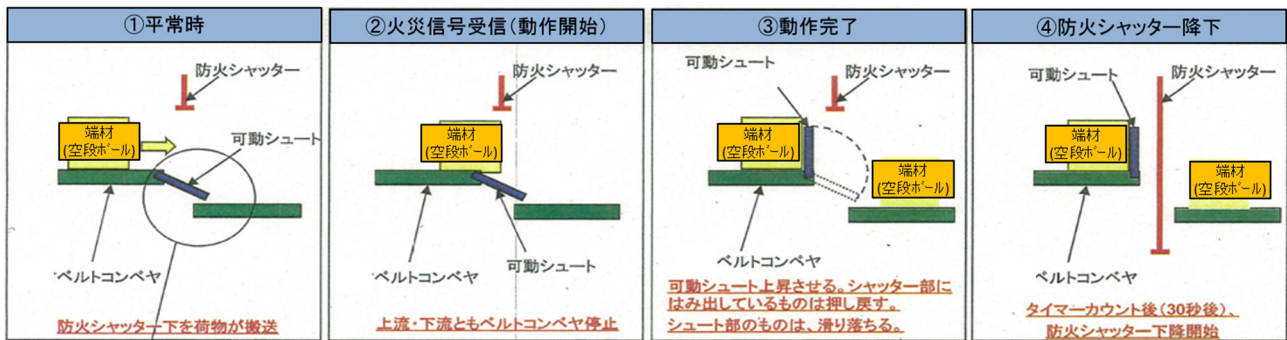 ①平常時
防火シャッター
端材
(空段ボール)
可動シュート
ベルトコンベヤ
防火シャッター下を荷物が搬送
②火災信号受信(動作開始)
防火シャッター
端材
(空段ボール)
ベルトコンベヤ
可動シュート
上流・下流ともベルトコンベヤ停止
③動作完了
可動シュート
防火シャッター
端材
(空段ボール)
端材
(空段ボール)
ベルトコンベヤ
可動シュート上昇させる。シャッター部に
はみ出しているものは押し戻す。
シュート部のものは、滑り落ちる。
④防火シャッター降下
可動シュート
防火シャッター
端材
(空段ボール)
端材
(空段ボール)
ベルトコンベヤ
タイマーカウント後(30秒後)、
防火シャッター下降開始